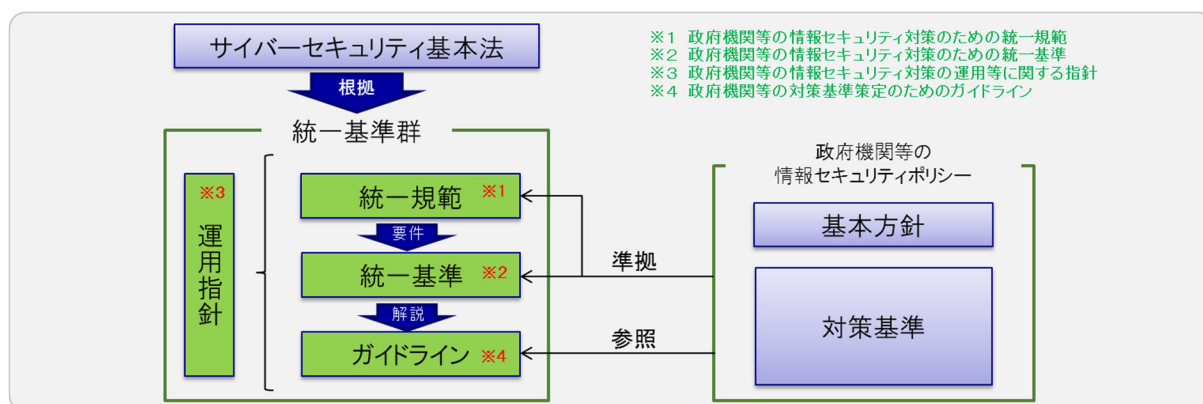 サイバーセキュリティ基本法
※1 政府機関等の情報セキュリティ対策のための統一規範
※2 政府機関等の情報セキュリティ対策のための統一基準
※3 政府機関等の情報セキュリティ対策の運用等に関する指針
※4 政府機関等の対策基準策定のためのガイドライン
根拠
統一基準群
※3
運用指針
統一規範 ※1
要件
統一基準 ※2
解説
ガイドライン ※4
準拠
参照
政府機関等の
情報セキュリティポリシー
基本方針
対策基準